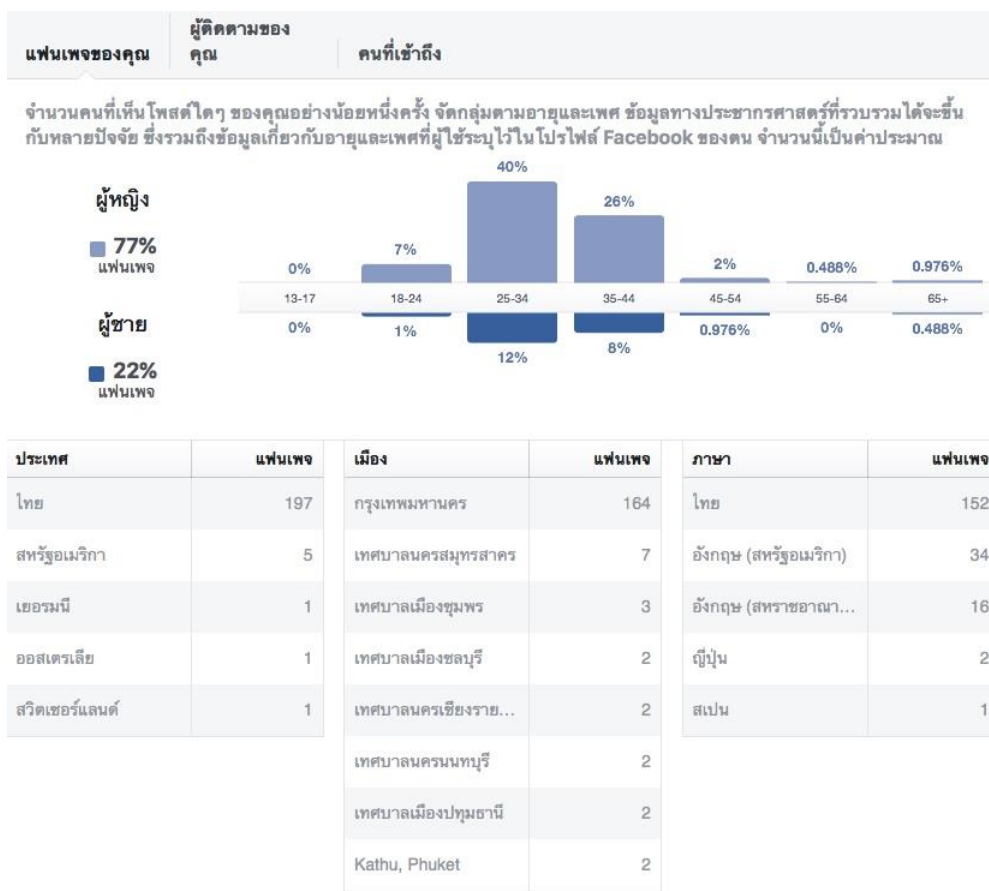 แฟนเพจของคุณ
ผู้ติดตามของ
คุณ
คนที่เข้าถึง
จำนวนคนที่เห็นโพสต์ใดๆ ของคุณอย่างน้อยหนึ่งครั้ง จัดกลุ่มตามอายุและเพศ ข้อมูลทางประชากรศาสตร์ที่รวบรวมได้จะขึ้น
กับหลายปัจจัย ซึ่งรวมถึงข้อมูลเกี่ยวกับอายุและเพศที่ผู้ใช้ระบุไว้ในโปรไฟล์ Facebook ของตน จำนวนนี้เป็นค่าประมาณ
ผู้หญิง
77%
แฟนเพจ
0% 7% 40% 26% 2% 0.488% 0.976%
13-17 18-24 25-34 35-44 45-54 55-64 65+
ผู้ชาย
22%
แฟนเพจ
0% 1% 12% 8% 0.976% 0% 0.488%
ประเทศ แฟนเพจ
ไทย 197
สหรัฐอเมริกา 5
เยอรมนี 1
ออสเตรเลีย 1
สวิตเซอร์แลนด์ 1
เมือง แฟนเพจ
กรุงเทพมหานคร 164
เทศบาลนครสมุทรสาคร 7
เทศบาลเมืองชุมพร 3
เทศบาลเมืองชลบุรี 2
เทศบาลนครเชียงราย... 2
เทศบาลนครนนทบุรี 2
เทศบาลเมืองปทุมธานี 2
Kathu, Phuket 2
ภาษา แฟนเพจ
ไทย 152
อังกฤษ (สหรัฐอเมริกา) 34
อังกฤษ (สหราชอาณา... 16
ญี่ปุ่น 2
สเปน 1